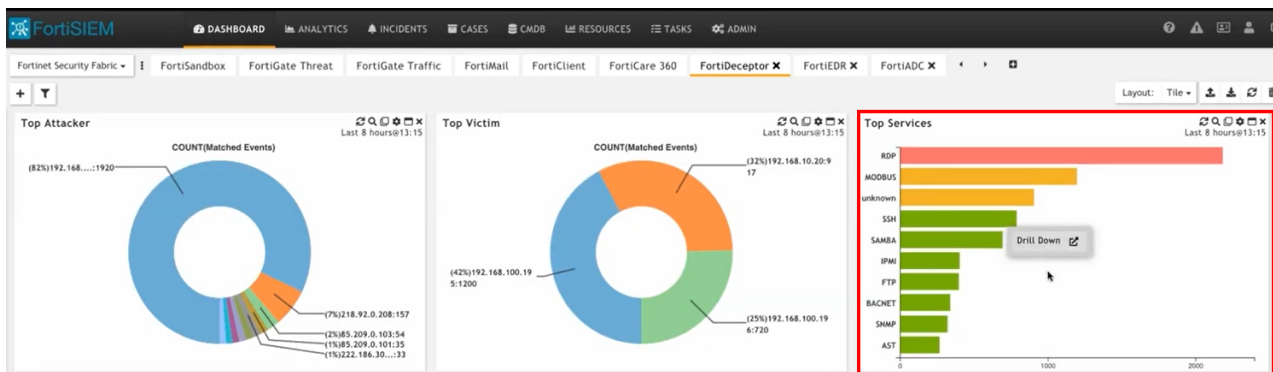 FortiSIEM DASHBOARD ANALYTICS INCIDENTS CASES CMDB RESOURCES TASKS ADMIN
Fortinet Security Fabric FortiSandbox FortiGate Threat FortiGate Traffic FortiMail FortiClient FortiCare 360 FortiDeceptor FortiEDR FortiADC
Layout: Tile
Top Attacker
Last 8 hours@13:15
COUNT(Matched Events)
(82%)192.168....:1920
(7%)218.92.0.208:157
(2%)85.209.0.103:54
(1%)85.209.0.101:35
(1%)222.186.30...:33
Top Victim
Last 8 hours@13:15
COUNT(Matched Events)
(32%)192.168.10.20:9
17
(42%)192.168.100.19
5:1200
(25%)192.168.100.19
6:720
Top Services
Last 8 hours@13:15
RDP
MODBUS
unknown
SSH
SAMBA
IPMI
FTP
BACNET
SNMP
AST
Drill Down
0 1000 2000